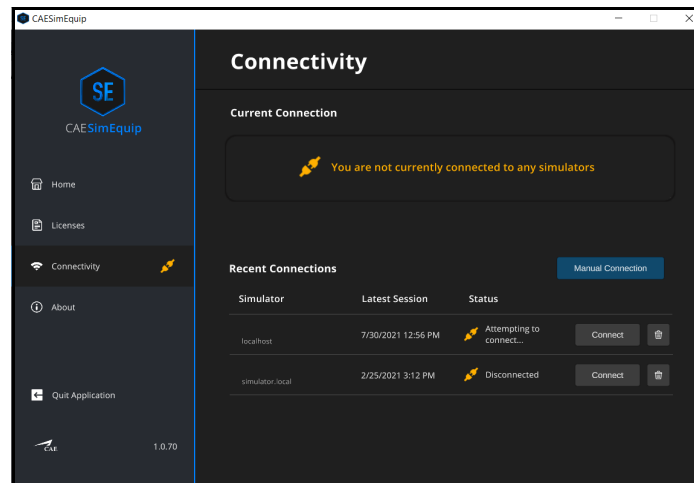 CAESimEquip
SE
CAESimEquip
Home
Licenses
Connectivity
About
Quit Application
CAE
1.0.70
Connectivity
Current Connection
You are not currently connected to any simulators
Recent Connections
Manual Connection
Simulator Latest Session Status
localhost 7/30/2021 12:56 PM Attempting to
connect... Connect
simulator.local 2/25/2021 3:12 PM Disconnected Connect